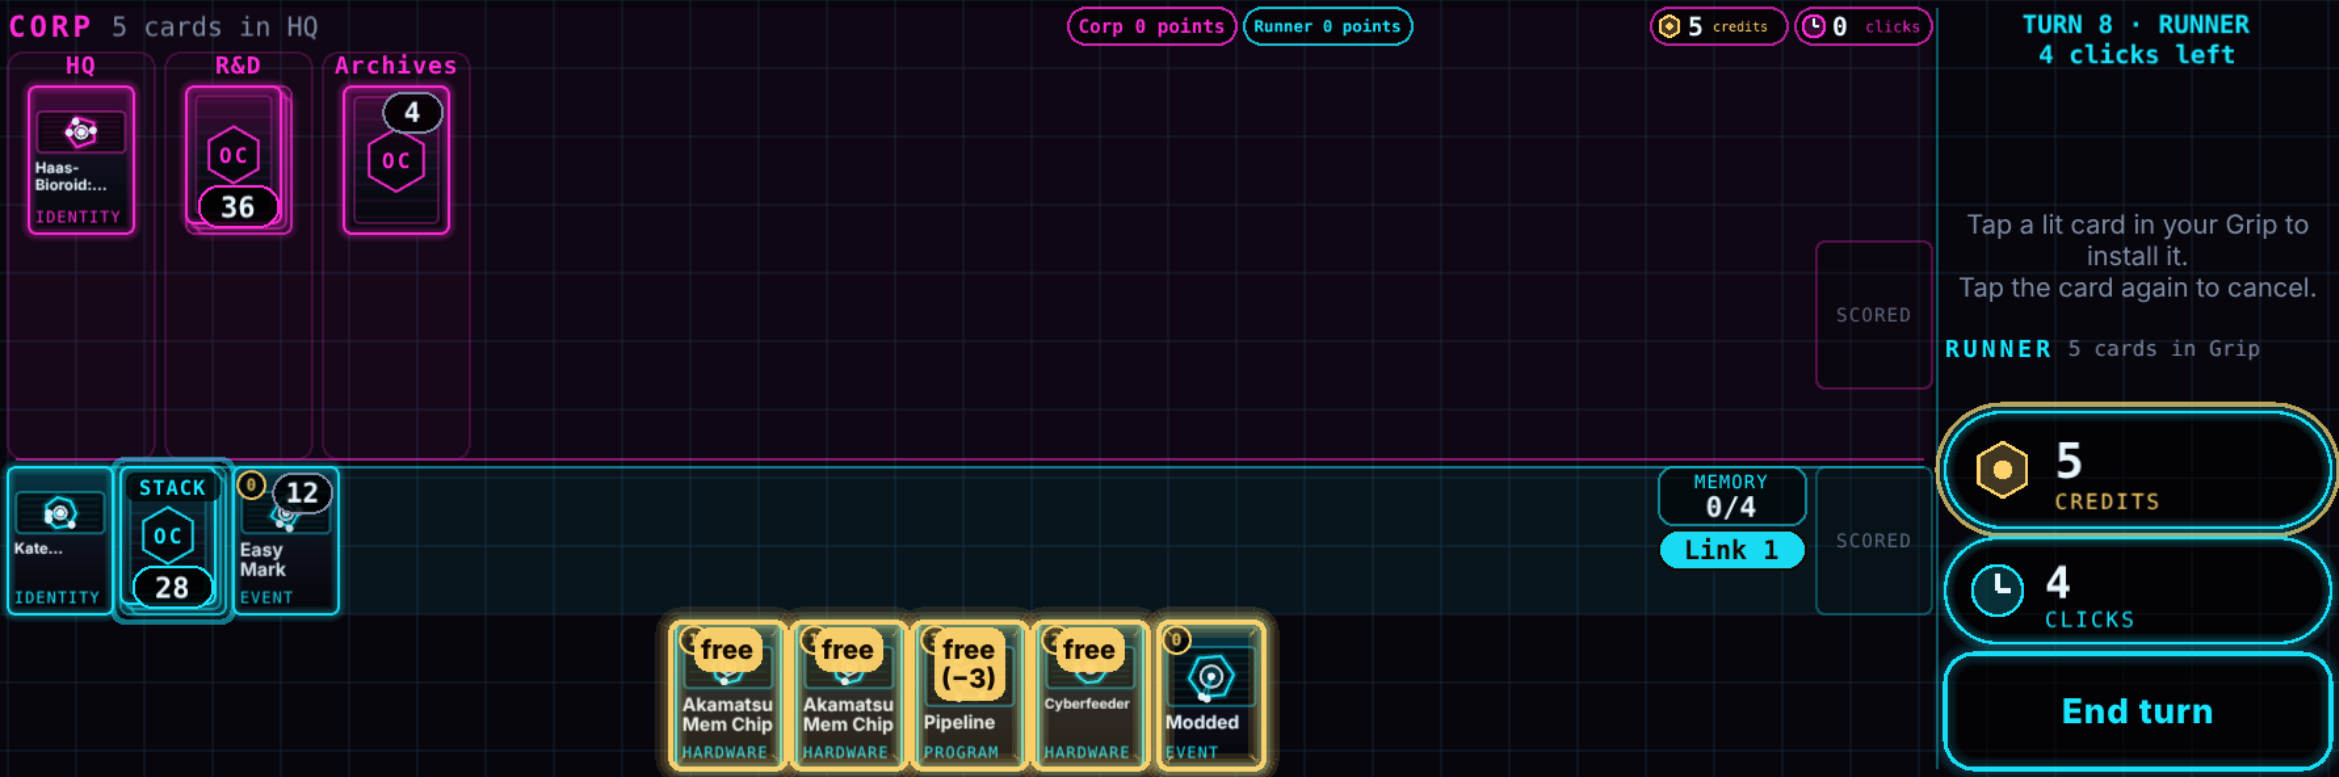 CORP 5 cards in HQ
Corp 0 points
Runner 0 points
5 credits
0 clicks
TURN 8 · RUNNER
4 clicks left
HQ
R&D
Archives
Haas-
Bioroid:...
IDENTITY
OC
36
4
OC
SCORED
Tap a lit card in your Grip to
install it.
Tap the card again to cancel.
RUNNER 5 cards in Grip
Kate...
IDENTITY
STACK
OC
28
0
12
Easy
Mark
EVENT
MEMORY
0/4
Link 1
SCORED
5
CREDITS
4
CLICKS
End turn
free
Akamatsu
Mem Chip
HARDWARE
free
Akamatsu
Mem Chip
HARDWARE
free
(−3)
Pipeline
PROGRAM
free
Cyberfeeder
HARDWARE
0
Modded
EVENT